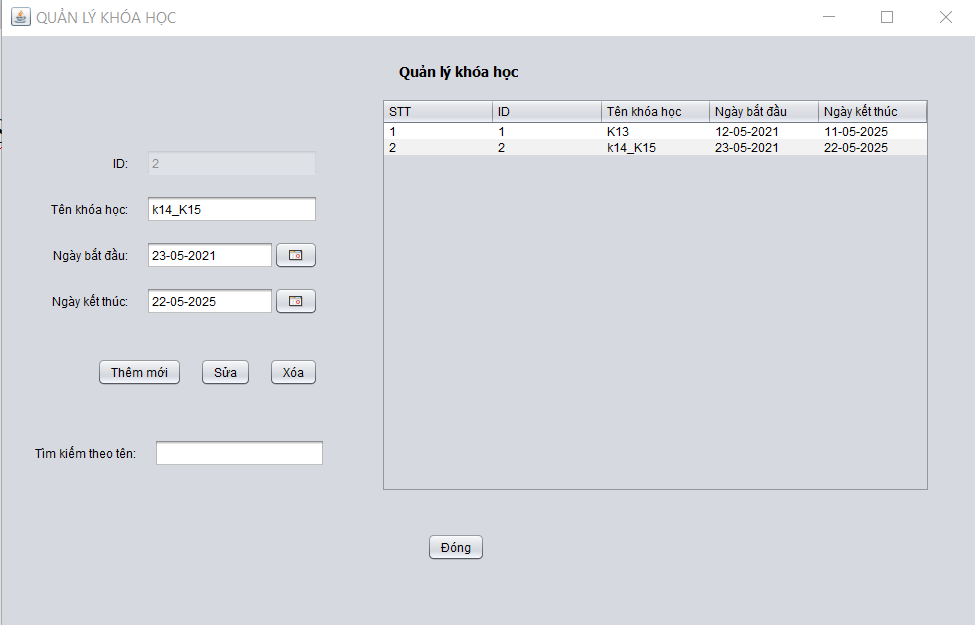 QUẢN LÝ KHÓA HỌC
Quản lý khóa học
STT ID Tên khóa học Ngày bắt đầu Ngày kết thúc
1 1 K13 12-05-2021 11-05-2025
2 2 k14_K15 23-05-2021 22-05-2025
ID: 2
Tên khóa học: k14_K15
Ngày bắt đầu: 23-05-2021
Ngày kết thúc: 22-05-2025
Thêm mới Sửa Xóa
Tìm kiếm theo tên:
Đóng